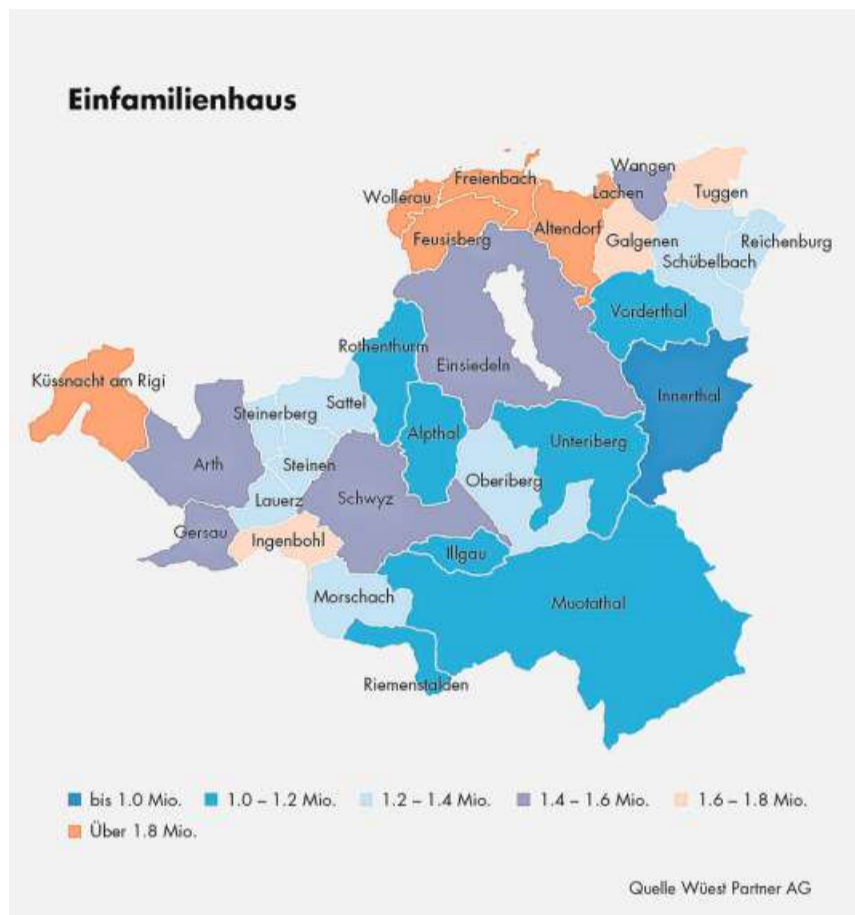 Einfamilienhaus
Wangen
Freienbach
Lachen
Tuggen
Wollerau
Altendorf
Feusisberg
Galgenen
Reichenburg
Schübelbach
Vorderthal
Rothenthurm
Einsiedeln
Küssnacht am Rigi
Innerthal
Sattel
Steinerberg
Alpthal
Unteriberg
Arth
Steinen
Oberiberg
Schwyz
Lauerz
Gersau
Ingenbohl
Illgau
Morschach
Muotathal
Riemenstalden
bis 1.0 Mio. 1.0 – 1.2 Mio. 1.2 – 1.4 Mio. 1.4 – 1.6 Mio. 1.6 – 1.8 Mio.
Über 1.8 Mio.
Quelle Wüest Partner AG